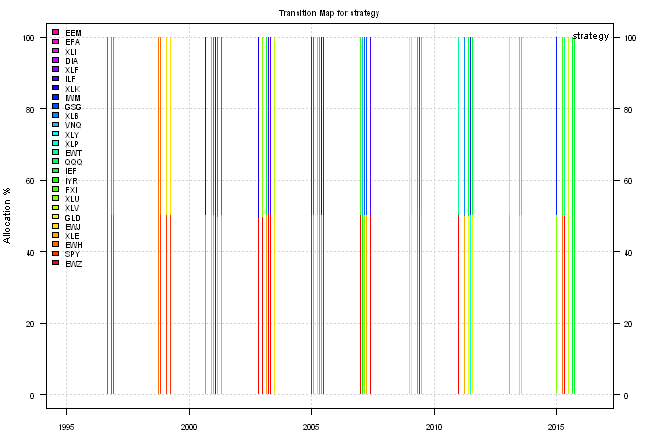 Transition Map for strategy
strategy
EEM
EFA
XLI
DIA
XLF
ILF
XLK
IWM
GSG
XLB
VNQ
XLY
XLP
EWT
QQQ
IEF
IYR
FXI
XLU
XLV
GLD
EWJ
XLE
EWH
SPY
EWZ
Allocation %
100 100
80 80
60 60
40 40
20 20
0 0
1995 2000 2005 2010 2015